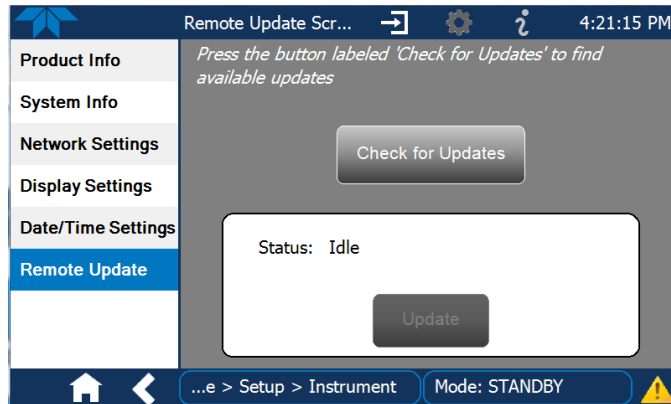 Remote Update Scr...
4:21:15 PM
Product Info
System Info
Network Settings
Display Settings
Date/Time Settings
Remote Update
Press the button labeled 'Check for Updates' to find
available updates
Check for Updates
Status: Idle
Update
...e > Setup > Instrument
Mode: STANDBY